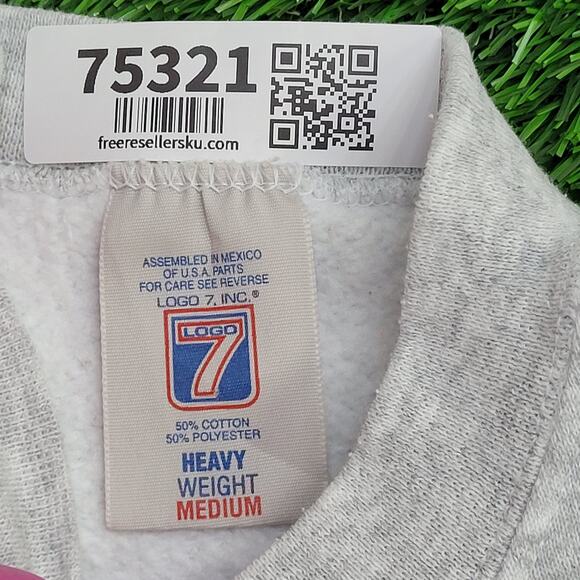 75321
freeresellersku.com
ASSEMBLED IN MEXICO
OF U.S.A. PARTS
FOR CARE SEE REVERSE
LOGO 7, INC.®
LOGO
7
50% COTTON
50% POLYESTER
HEAVY
WEIGHT
MEDIUM